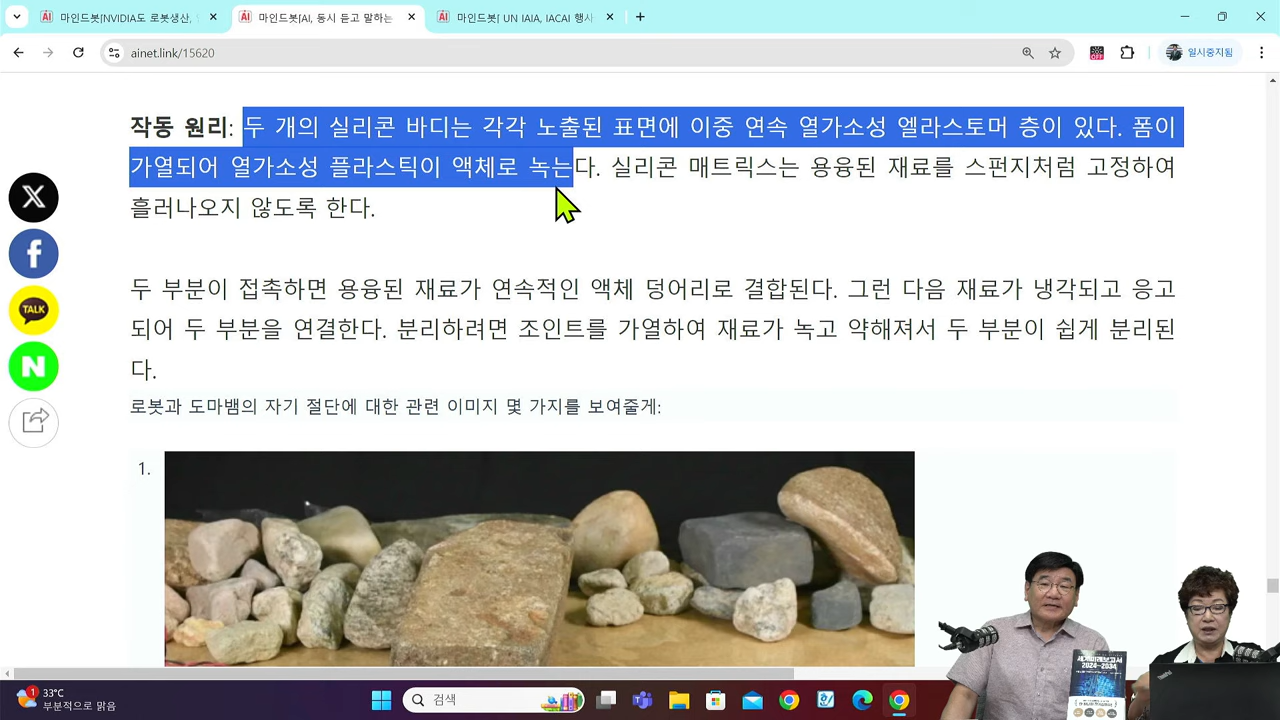 마인드봇[NVIDIA도 로봇생산,
마인드봇[AI, 동시 듣고 말하는
마인드봇[ UN IAIA, IACAI 행사
ainet.link/15620
OFF
일시중지됨
작동 원리: 두 개의 실리콘 바디는 각각 노출된 표면에 이중 연속 열가소성 엘라스토머 층이 있다. 폼이
가열되어 열가소성 플라스틱이 액체로 녹는다. 실리콘 매트릭스는 용융된 재료를 스펀지처럼 고정하여
흘러나오지 않도록 한다.
TALK
두 부분이 접촉하면 용융된 재료가 연속적인 액체 덩어리로 결합된다. 그런 다음 재료가 냉각되고 응고
되어 두 부분을 연결한다. 분리하려면 조인트를 가열하여 재료가 녹고 약해져서 두 부분이 쉽게 분리된
다.
로봇과 도마뱀의 자기 절단에 대한 관련 이미지 몇 가지를 보여줄게:
1.
세계미래보고서
2024-2034
1
33°C
부분적으로 맑음
검색